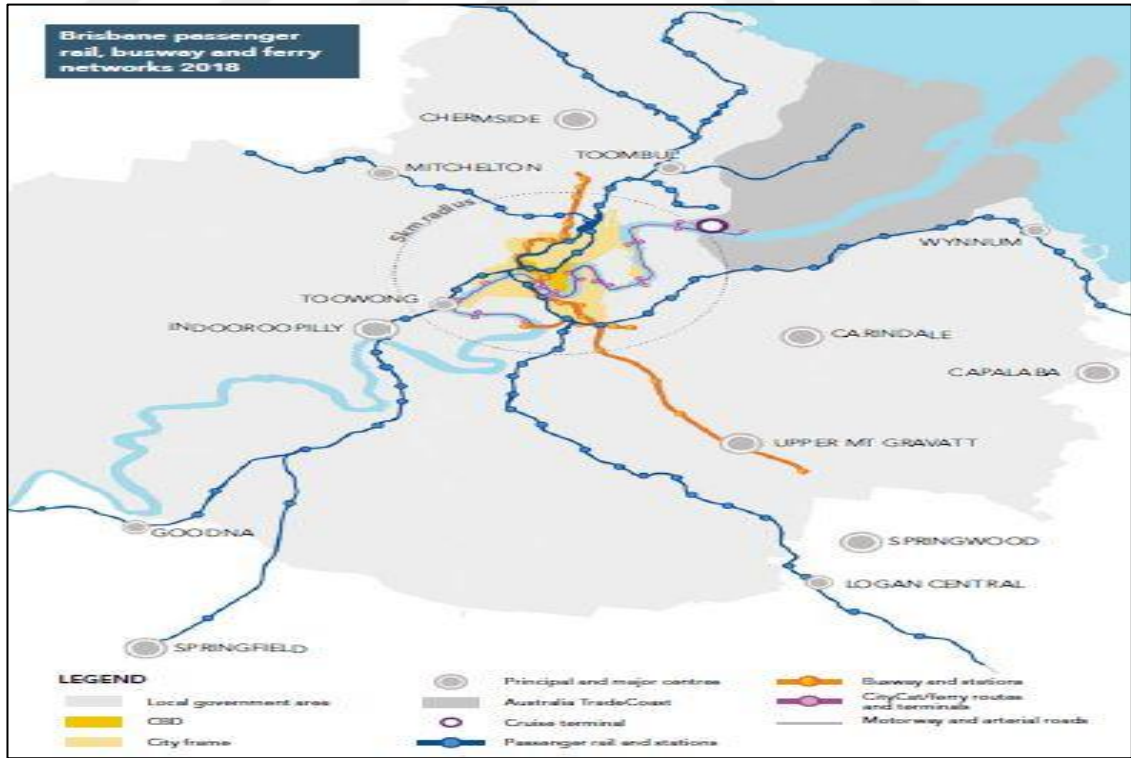 Brisbane passenger
rail, busway and ferry
networks 2018
CHERMSIDE
MITCHELTON
TOOMBUL
5km radius
WYNNUM
TOOWONG
INDOOROOPILLY
CARINDALE
CAPALABA
UPPER MT GRAVATT
GOODNA
SPRINGWOOD
LOGAN CENTRAL
SPRINGFIELD
LEGEND
Local government area
CBD
City frame
Principal and major centres
Australia TradeCoast
Cruise terminal
Passenger rail and stations
Busway and stations
CityCat/ferry routes
and terminals
Motorway and arterial roads